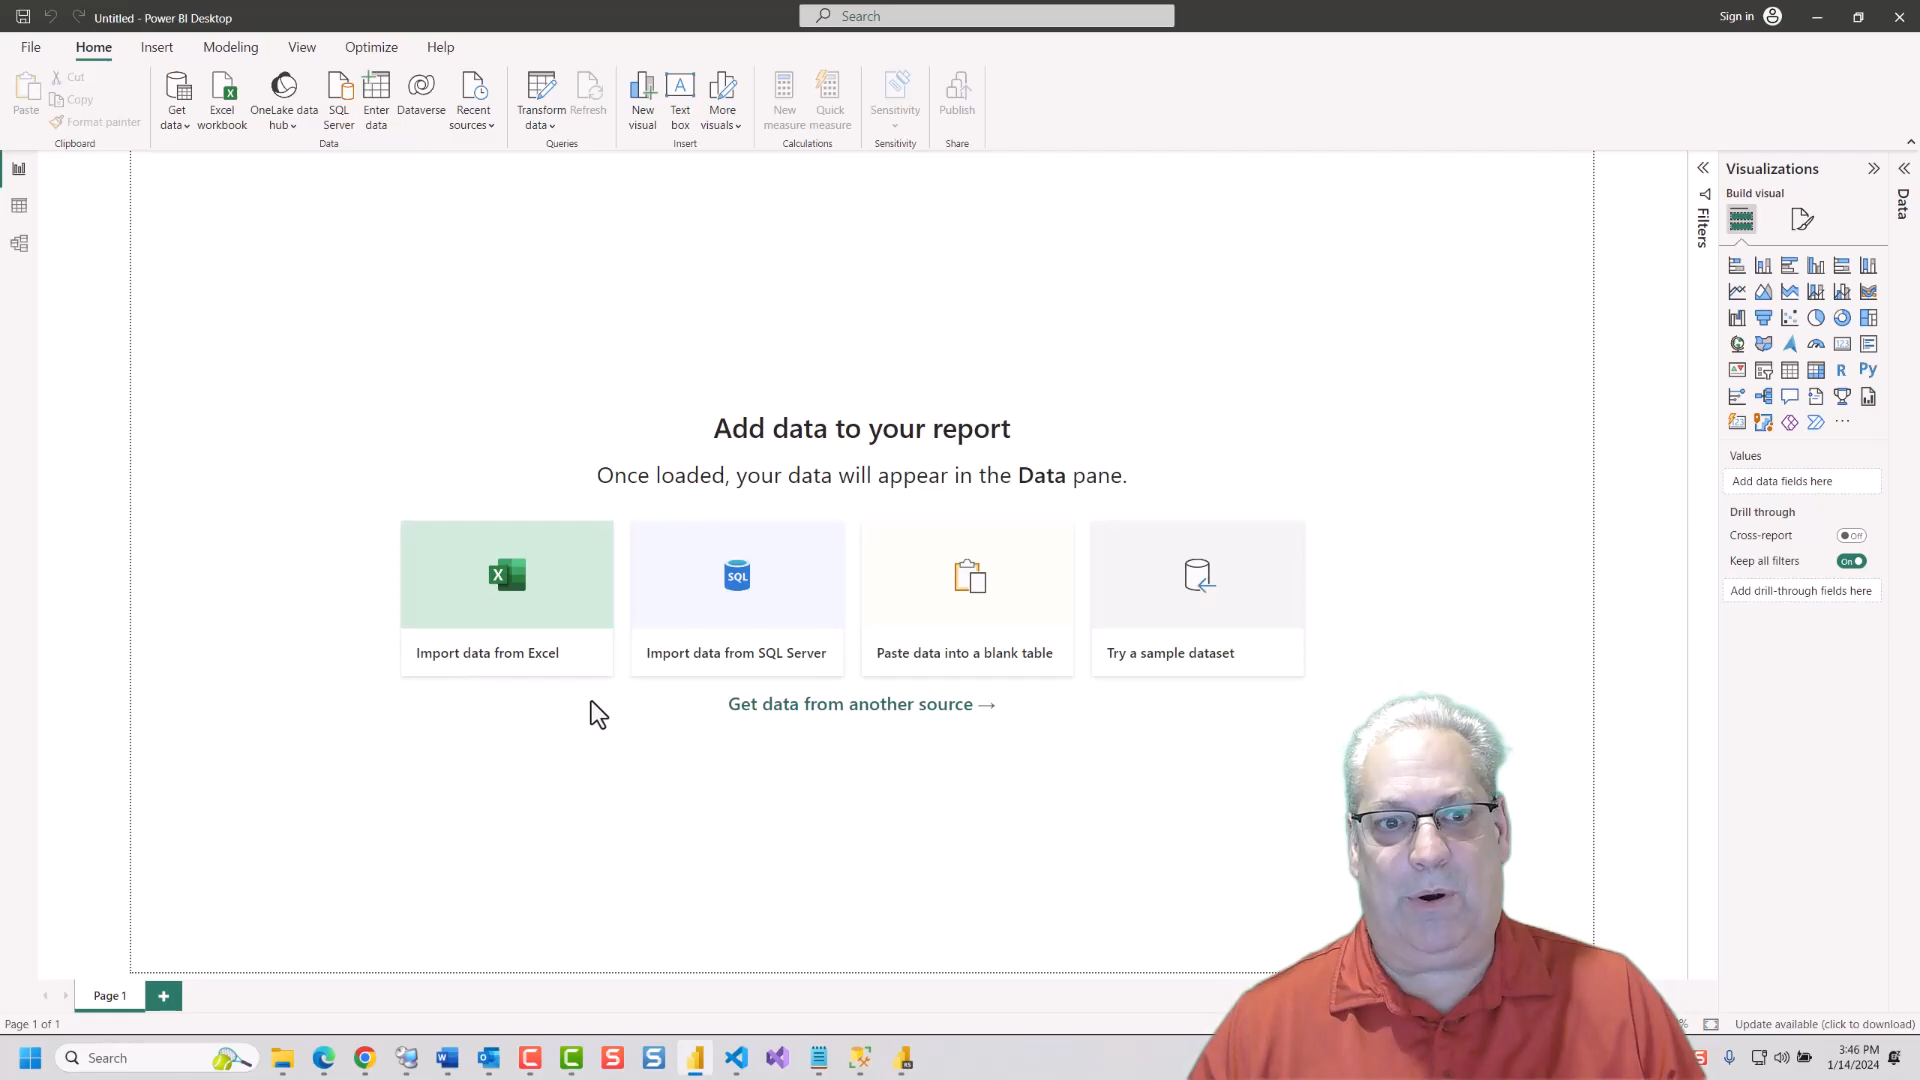 Untitled - Power BI Desktop
Search
Sign in
File
Home
Insert
Modeling
View
Optimize
Help
Paste
Cut
Copy
Format painter
Clipboard
Get data
Excel workbook
OneLake data hub
SQL Server
Enter data
Dataverse
Recent sources
Data
Transform data
Refresh
Queries
New visual
Text box
More visuals
Insert
New measure
Quick measure
Calculations
Sensitivity
Sensitivity
Publish
Share
Filters
Visualizations
Build visual
Data
R
Py
123
Values
Add data fields here
Drill through
Cross-report
Off
Keep all filters
On
Add drill-through fields here
Add data to your report
Once loaded, your data will appear in the Data pane.
X
SQL
Import data from Excel
Import data from SQL Server
Paste data into a blank table
Try a sample dataset
Get data from another source →
Page 1
Page 1 of 1
Update available (click to download)
Search
3:46 PM
1/14/2024